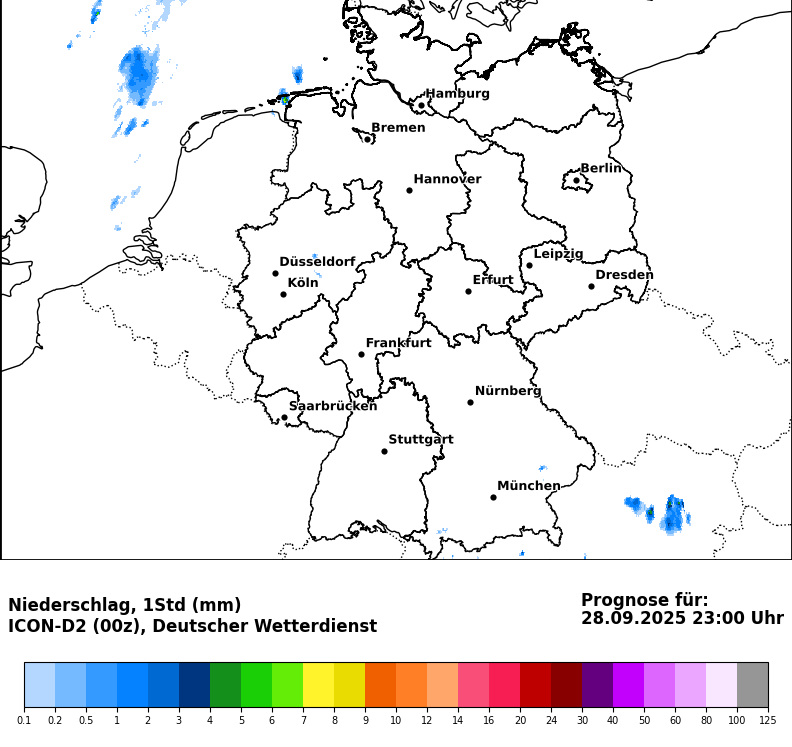 Hamburg
Bremen
Berlin
Hannover
Leipzig
Düsseldorf
Dresden
Köln
Erfurt
Frankfurt
Nürnberg
Saarbrücken
Stuttgart
München
Niederschlag, 1Std (mm)
ICON-D2 (00z), Deutscher Wetterdienst
Prognose für:
28.09.2025 23:00 Uhr
0.1 0.2 0.5 1 2 3 4 5 6 7 8 9 10 12 14 16 20 24 30 40 50 60 80 100 125